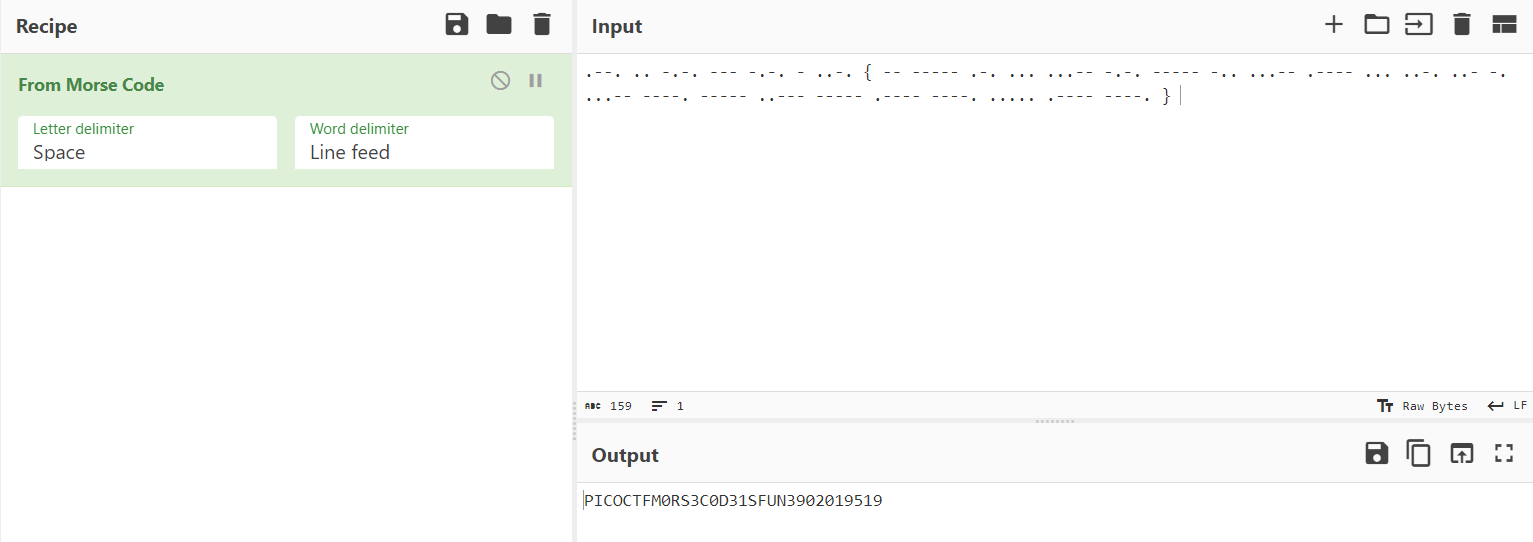 Recipe
From Morse Code
Letter delimiter
Space
Word delimiter
Line feed
Input
.--. .. -.-. --- -.-. - ..-. { -- ----- .-. ... ...-- -.-. ----- -.. ...-- .---- ... ..-. ..- -.
...-- ----. ----- ..--- ----- .---- ----. ..... .---- ----. }
ABC 159 1
Raw Bytes LF
Output
PICOCTFM0RS3C0D31SFUN3902019519